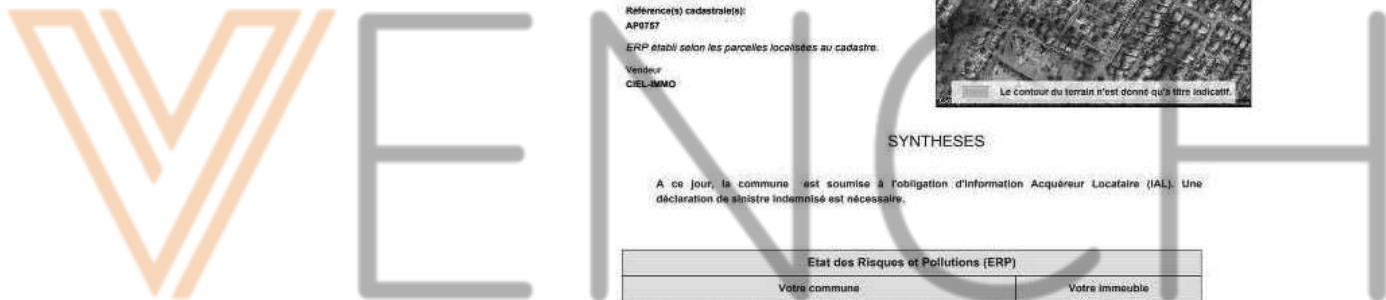 Référence(s) cadastrale(s):
AP0757
ERP établi selon les parcelles localisées au cadastre.
Vendeur
CIEL-IMMO
Le contour du terrain n'est donné qu'à titre indicatif.
SYNTHESES
A ce jour, la commune est soumise à l'obligation d'Information Acquéreur Locataire (IAL). Une
déclaration de sinistre indemnisé est nécessaire.
Etat des Risques et Pollutions (ERP)
Votre commune Votre immeuble
VENCH